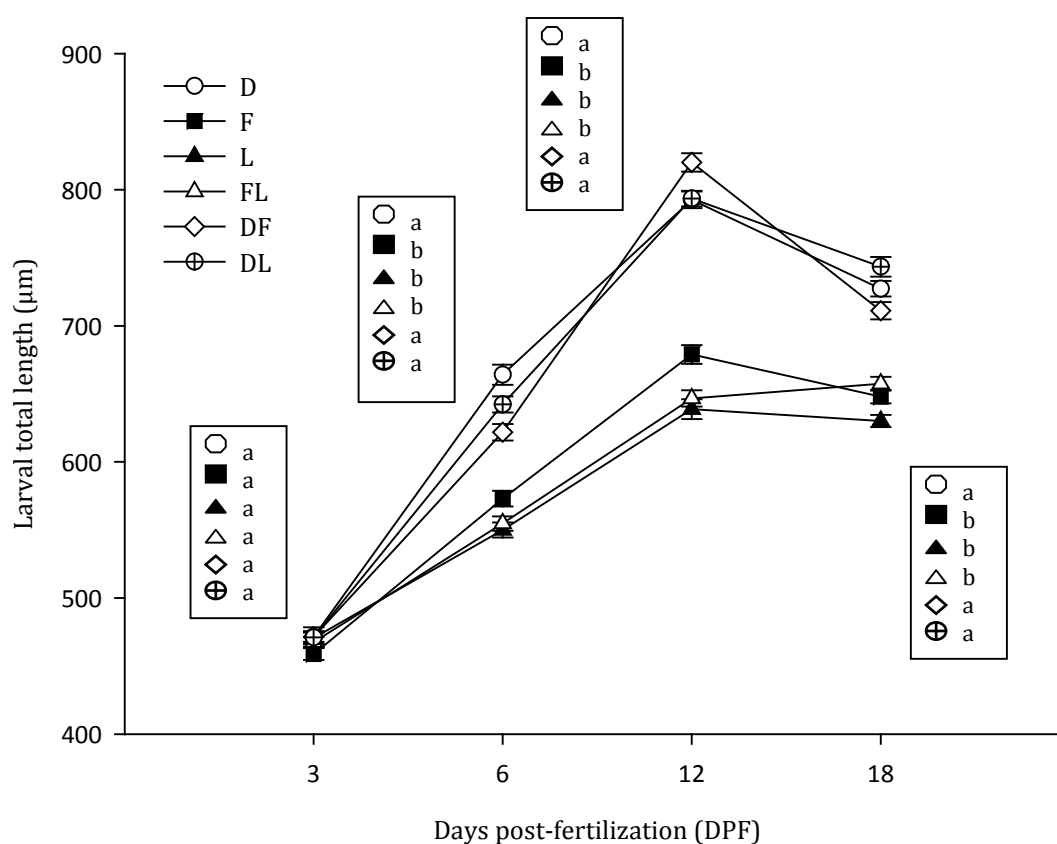 900
800
700
600
500
400
Larval total length (µm)
D
F
L
FL
DF
DL
a
a
a
a
a
a
a
b
b
b
a
a
a
b
b
b
a
a
a
b
b
b
a
a
3 6 12 18
Days post-fertilization (DPF)